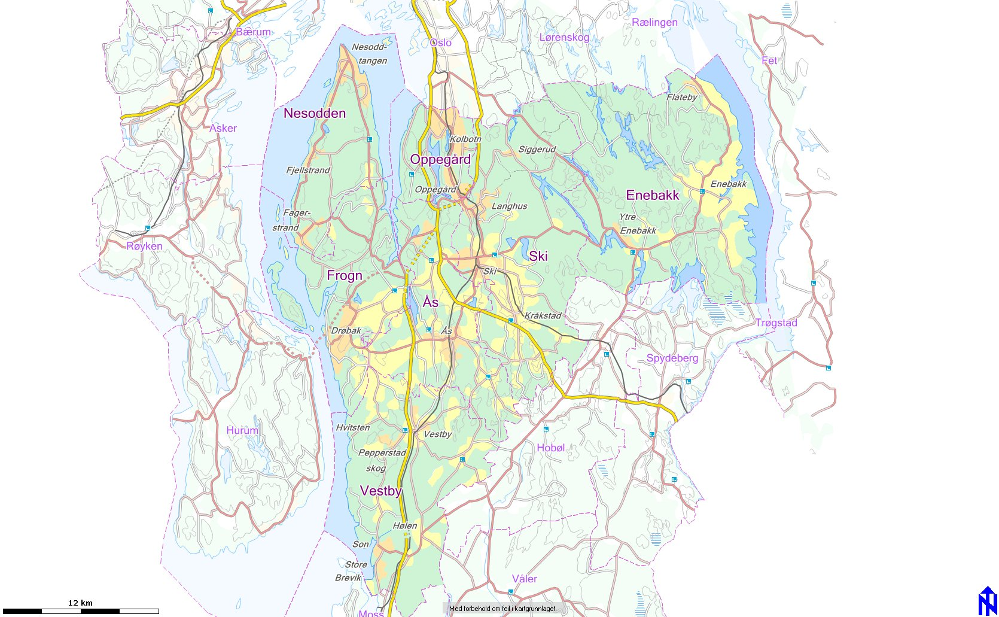 Rælingen
Bærum
Lørenskog
Oslo
Nesodd-
tangen
Fet
Flateby
Nesodden
Asker
Kolbotn
Siggerud
Oppegård
Fjellstrand
Enebakk
Oppegård
Enebakk
Langhus
Fager-
strand
Ytre
Enebakk
Røyken
Ski
Ski
Frogn
Ås
Kråkstad
Trøgstad
Drøbak
Ås
Spydeberg
Hvitsten
Hurum
Vestby
Hobøl
Pepperstad
skog
Vestby
Hølen
Son
Store
Brevik
Våler
12 km
Med forbehold om feil i kartgrunnlaget.
Moss
N